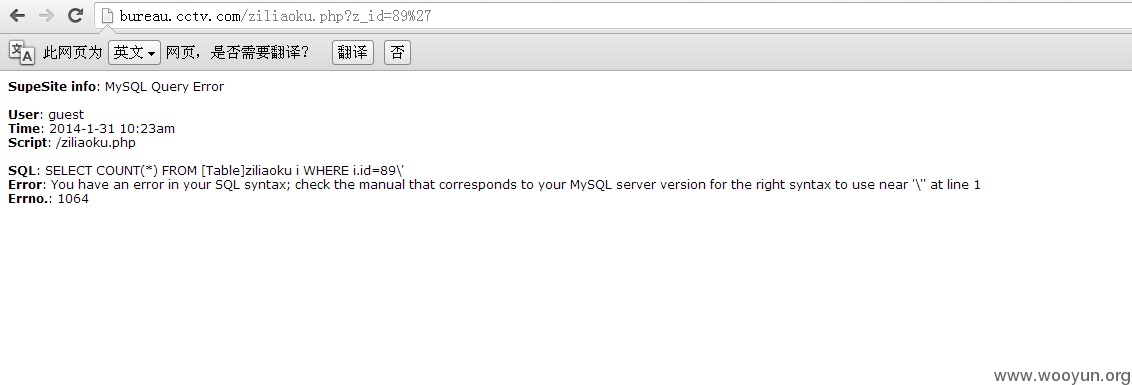 bureau.cctv.com/ziliaoku.php?z_id=89%27
此网页为 英文 网页，是否需要翻译？ 翻译 否
SupeSite info: MySQL Query Error
User: guest
Time: 2014-1-31 10:23am
Script: /ziliaoku.php
SQL: SELECT COUNT(*) FROM [Table]ziliaoku i WHERE i.id=89\'
Error: You have an error in your SQL syntax; check the manual that corresponds to your MySQL server version for the right syntax to use near '\'' at line 1
Errno.: 1064
www.wooyun.org